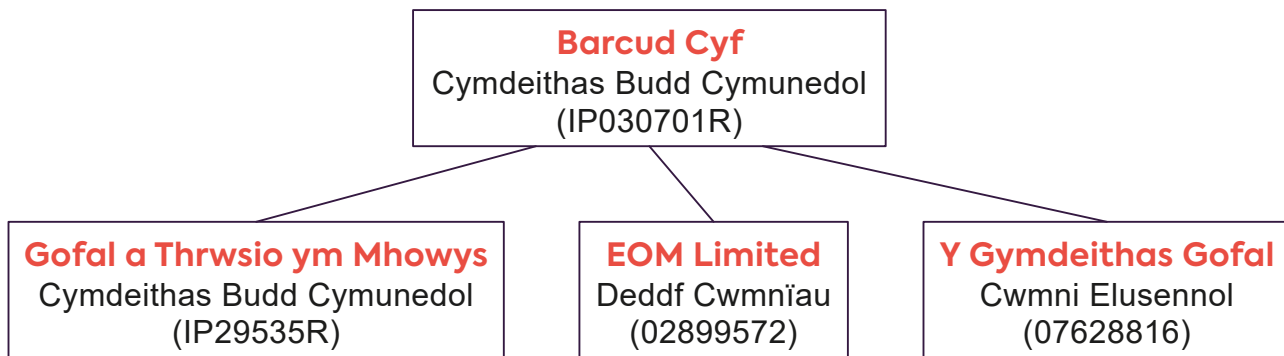 Barcud Cyf
Cymdeithas Budd Cymunedol
(IP030701R)
Gofal a Thrwsio ym Mhowys
Cymdeithas Budd Cymunedol
(IP29535R)
EOM Limited
Deddf Cwmnïau
(02899572)
Y Gymdeithas Gofal
Cwmni Elusennol
(07628816)